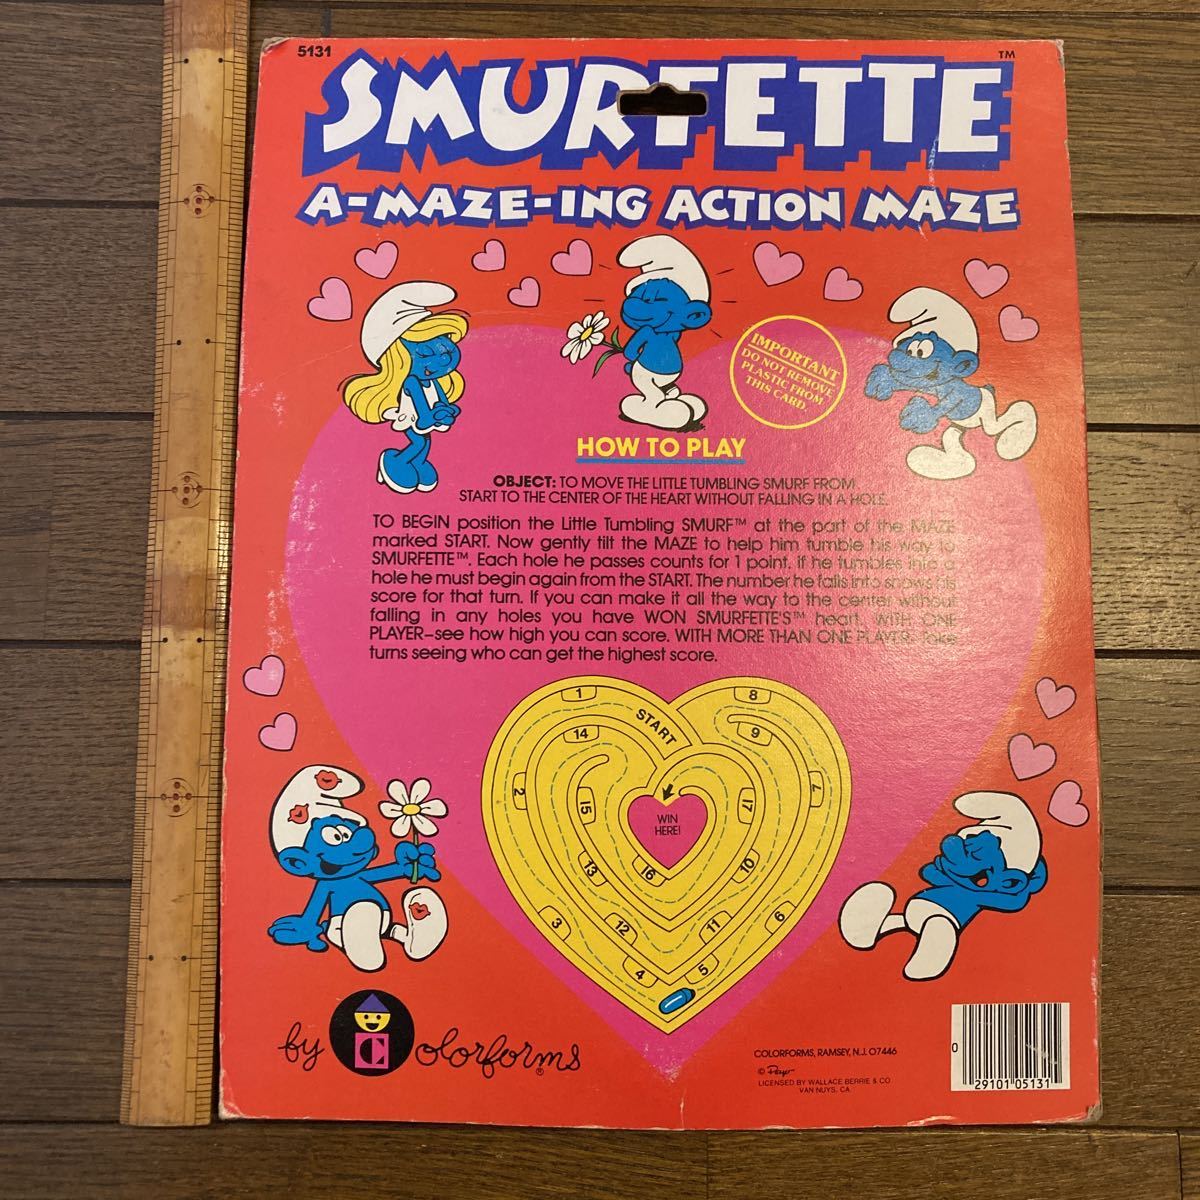 5131
SMURFETTE™
A-MAZE-ING ACTION MAZE
IMPORTANT
DO NOT REMOVE
PLASTIC FROM
THIS CARD
HOW TO PLAY
OBJECT: TO MOVE THE LITTLE TUMBLING SMURF FROM
START TO THE CENTER OF THE HEART WITHOUT FALLING IN A HOLE.
TO BEGIN position the Little Tumbling SMURF™ at the part of the MAZE
marked START. Now gently tilt the MAZE to help him tumble his way to
SMURFETTE™. Each hole he passes counts for 1 point. If he tumbles into a
hole he must begin again from the START. The number he falls into shows his
score for that turn. If you can make it all the way to the center without
falling in any holes you have WON SMURFETTE'S™ heart. WITH ONE
PLAYER–see how high you can score. WITH MORE THAN ONE PLAYER- take
turns seeing who can get the highest score.
1
8
START
14
9
2
15
17
7
WIN
HERE!
13
16
10
3
12
11
6
4
5
by Colorforms®
COLORFORMS, RAMSEY, N.J. 07446
© Peyo
LICENSED BY WALLACE BERRIE & CO
VAN NUYS, CA.
0 29101 05131